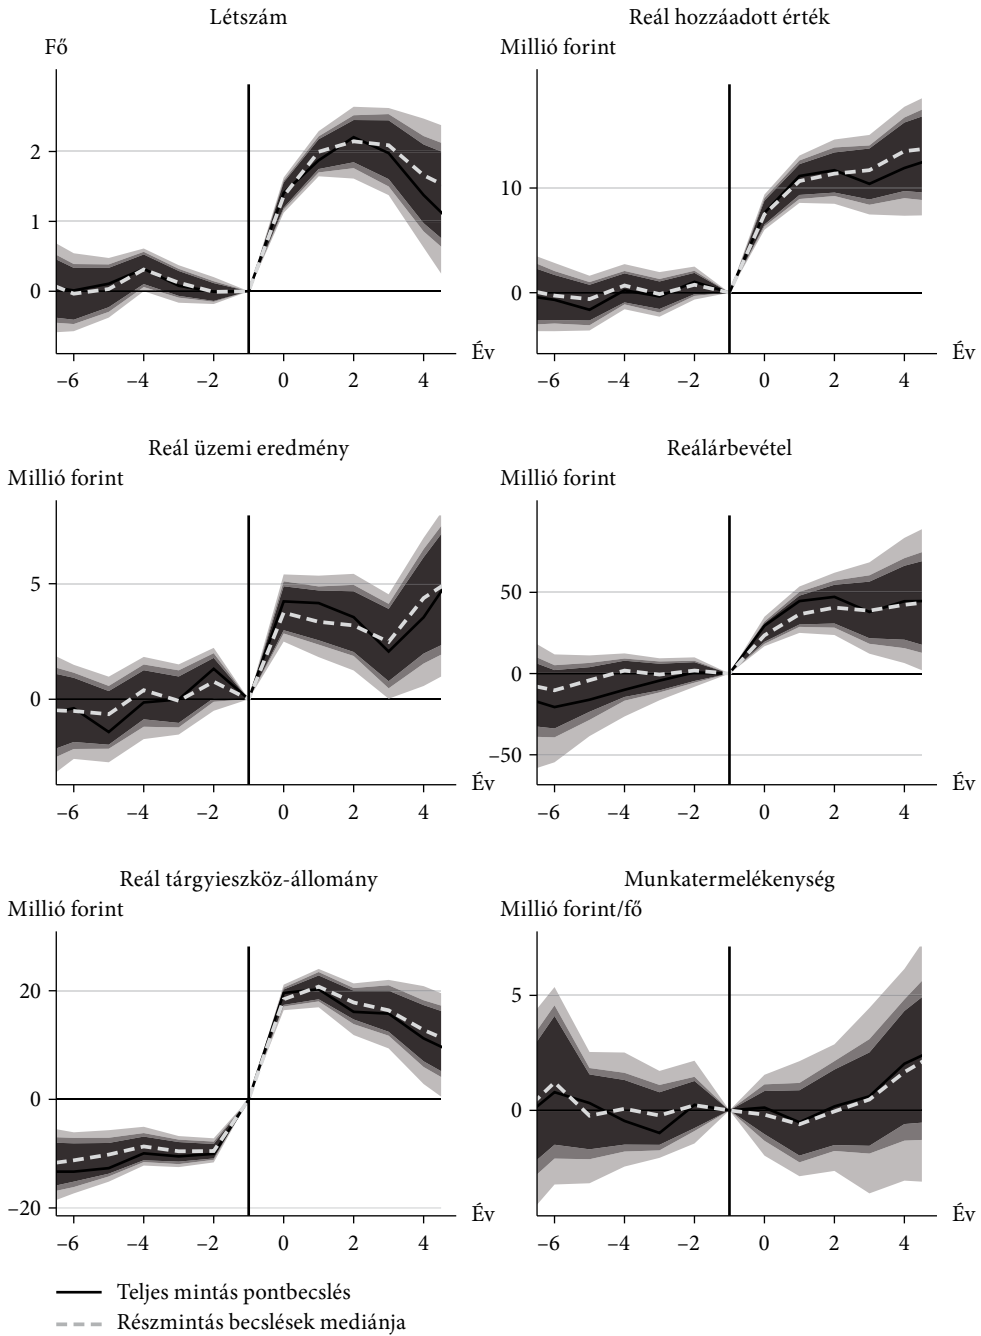 Létszám
Fő
2
1
0
–6 –4 –2 0 2 4 Év
Reál hozzáadott érték
Millió forint
10
0
–6 –4 –2 0 2 4 Év
Reál üzemi eredmény
Millió forint
5
0
–6 –4 –2 0 2 4 Év
Reálárbevétel
Millió forint
50
0
–50
–6 –4 –2 0 2 4 Év
Reál tárgyieszköz-állomány
Millió forint
20
0
–20
–6 –4 –2 0 2 4 Év
Munkatermelékenység
Millió forint/fő
5
0
–6 –4 –2 0 2 4 Év
Teljes mintás pontbecslés
Részmintás becslések mediánja